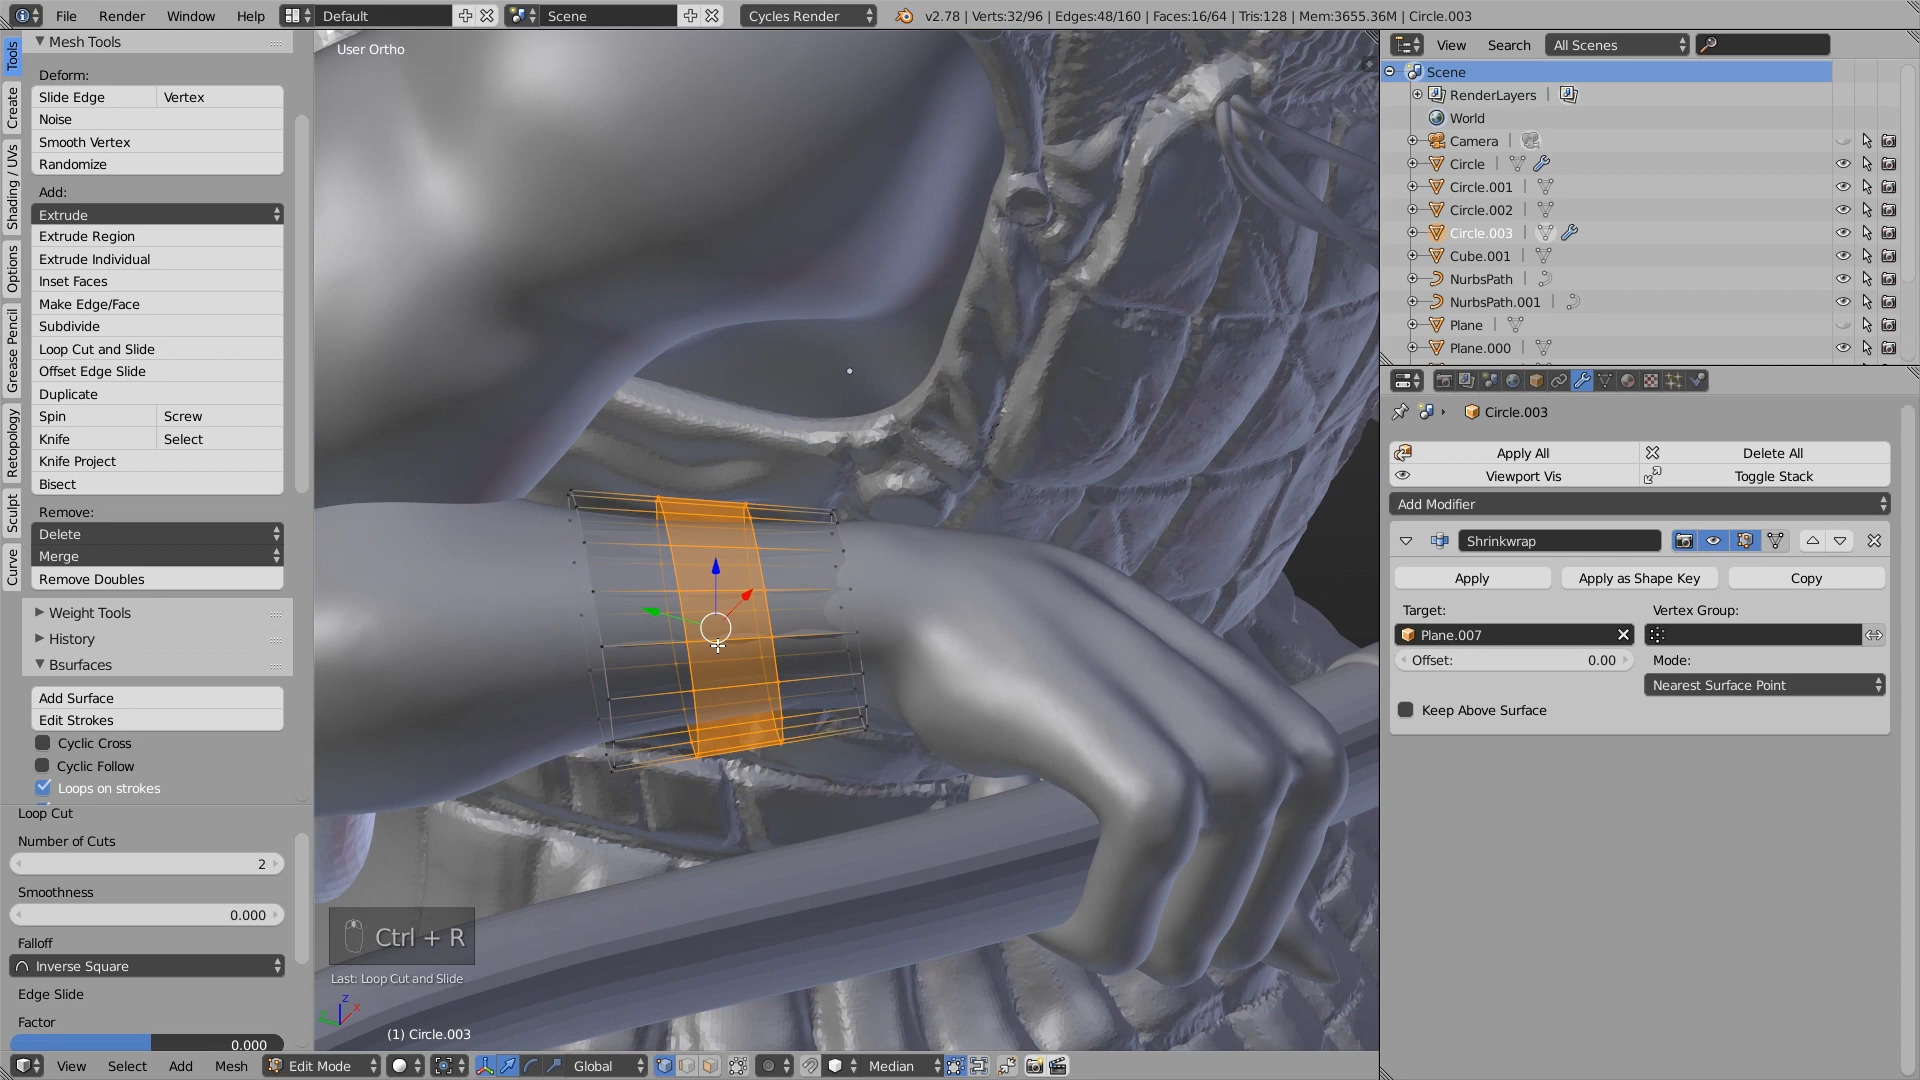 File Render Window Help Default Scene Cycles Render v2.78 | Verts:32/96 | Edges:48/160 | Faces:16/64 | Tris:128 | Mem:3655.36M | Circle.003
Tools
Create
Shading / UVs
Options
Grease Pencil
Retopology
Sculpt
Curve
Mesh Tools
Deform:
Slide Edge Vertex
Noise
Smooth Vertex
Randomize
Add:
Extrude
Extrude Region
Extrude Individual
Inset Faces
Make Edge/Face
Subdivide
Loop Cut and Slide
Offset Edge Slide
Duplicate
Spin Screw
Knife Select
Knife Project
Bisect
Remove:
Delete
Merge
Remove Doubles
Weight Tools
History
Bsurfaces
Add Surface
Edit Strokes
Cyclic Cross
Cyclic Follow
Loops on strokes
Loop Cut
Number of Cuts
2
Smoothness
0.000
Falloff
Inverse Square
Edge Slide
Factor
0.000
User Ortho
Ctrl + R
Last: Loop Cut and Slide
z
x
(1) Circle.003
View Select Add Mesh Edit Mode Global Median
View Search All Scenes
Scene
RenderLayers |
World
Camera |
Circle |
Circle.001 |
Circle.002 |
Circle.003 |
Cube.001 |
NurbsPath |
NurbsPath.001 |
Plane |
Plane.000 |
Circle.003
Apply All Delete All
Viewport Vis Toggle Stack
Add Modifier
Shrinkwrap
Apply Apply as Shape Key Copy
Target: Vertex Group:
Plane.007
Offset: 0.00 Mode:
Nearest Surface Point
Keep Above Surface